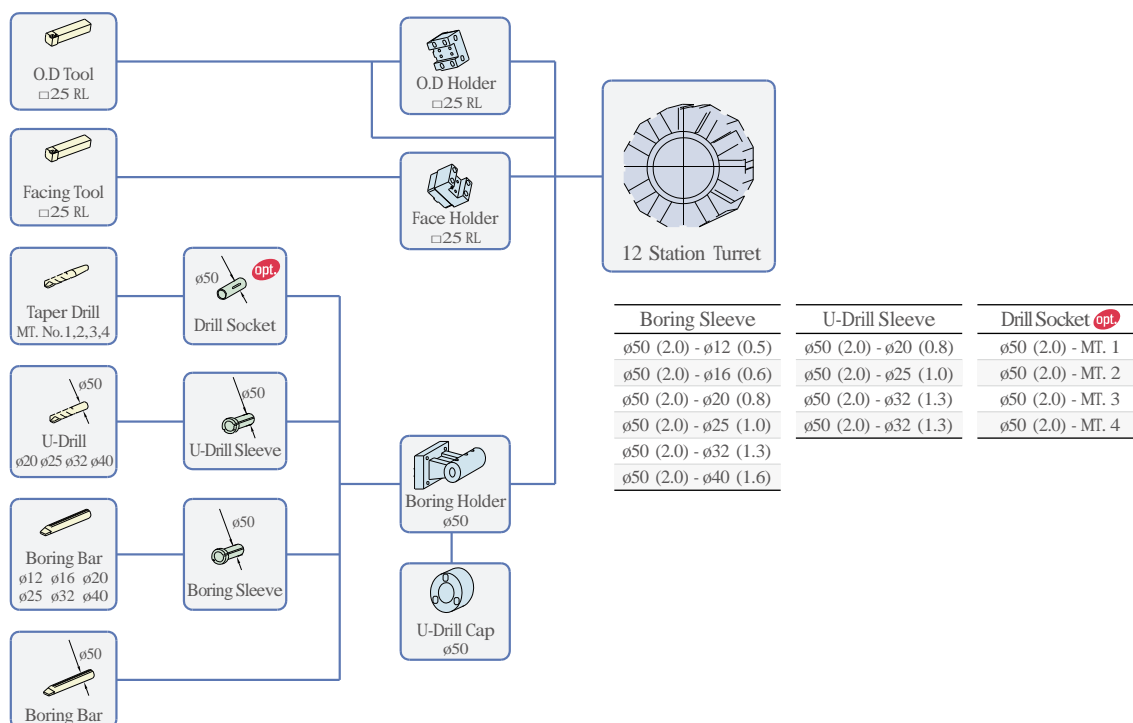 O.D Tool
□25 RL
O.D Holder
□25 RL
Facing Tool
□25 RL
Face Holder
□25 RL
12 Station Turret
ø50
opt.
Taper Drill
MT. No.1,2,3,4
Drill Socket
ø50
U-Drill
ø20 ø25 ø32 ø40
ø50
U-Drill Sleeve
Boring Bar
ø12 ø16 ø20
ø25 ø32 ø40
ø50
Boring Sleeve
Boring Holder
ø50
U-Drill Cap
ø50
ø50
Boring Bar
Boring Sleeve
ø50 (2.0) - ø12 (0.5)
ø50 (2.0) - ø16 (0.6)
ø50 (2.0) - ø20 (0.8)
ø50 (2.0) - ø25 (1.0)
ø50 (2.0) - ø32 (1.3)
ø50 (2.0) - ø40 (1.6)
U-Drill Sleeve
ø50 (2.0) - ø20 (0.8)
ø50 (2.0) - ø25 (1.0)
ø50 (2.0) - ø32 (1.3)
ø50 (2.0) - ø32 (1.3)
Drill Socket opt.
ø50 (2.0) - MT. 1
ø50 (2.0) - MT. 2
ø50 (2.0) - MT. 3
ø50 (2.0) - MT. 4